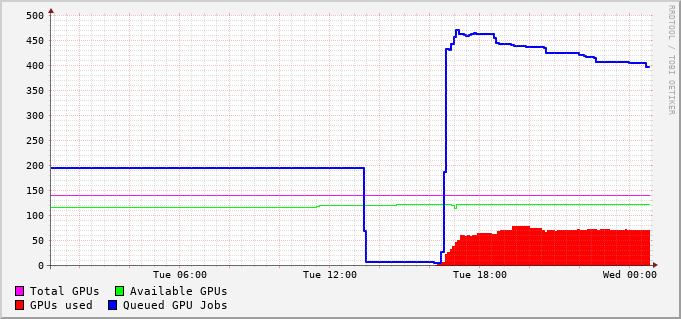 500
450
400
350
300
250
200
150
100
50
0
Tue 06:00 Tue 12:00 Tue 18:00 Wed 00:00
Total GPUs Available GPUs
GPUs used Queued GPU Jobs
RRDTOOL / TOBI OETIKER